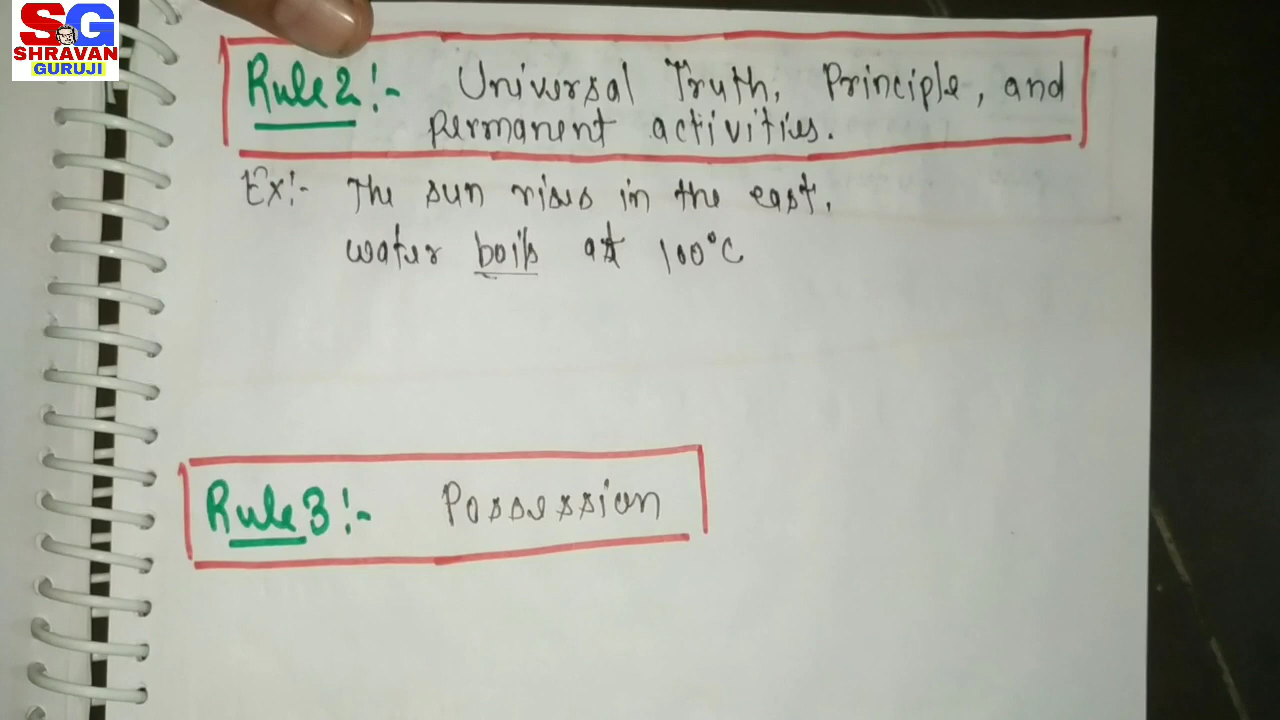 SG
SHRAVAN
GURUJI
Rule 2:- Universal Truth, Principle, and
permanent activities.
Ex:- The sun rises in the east.
water boils at 100°C
Rule 3:- Possession